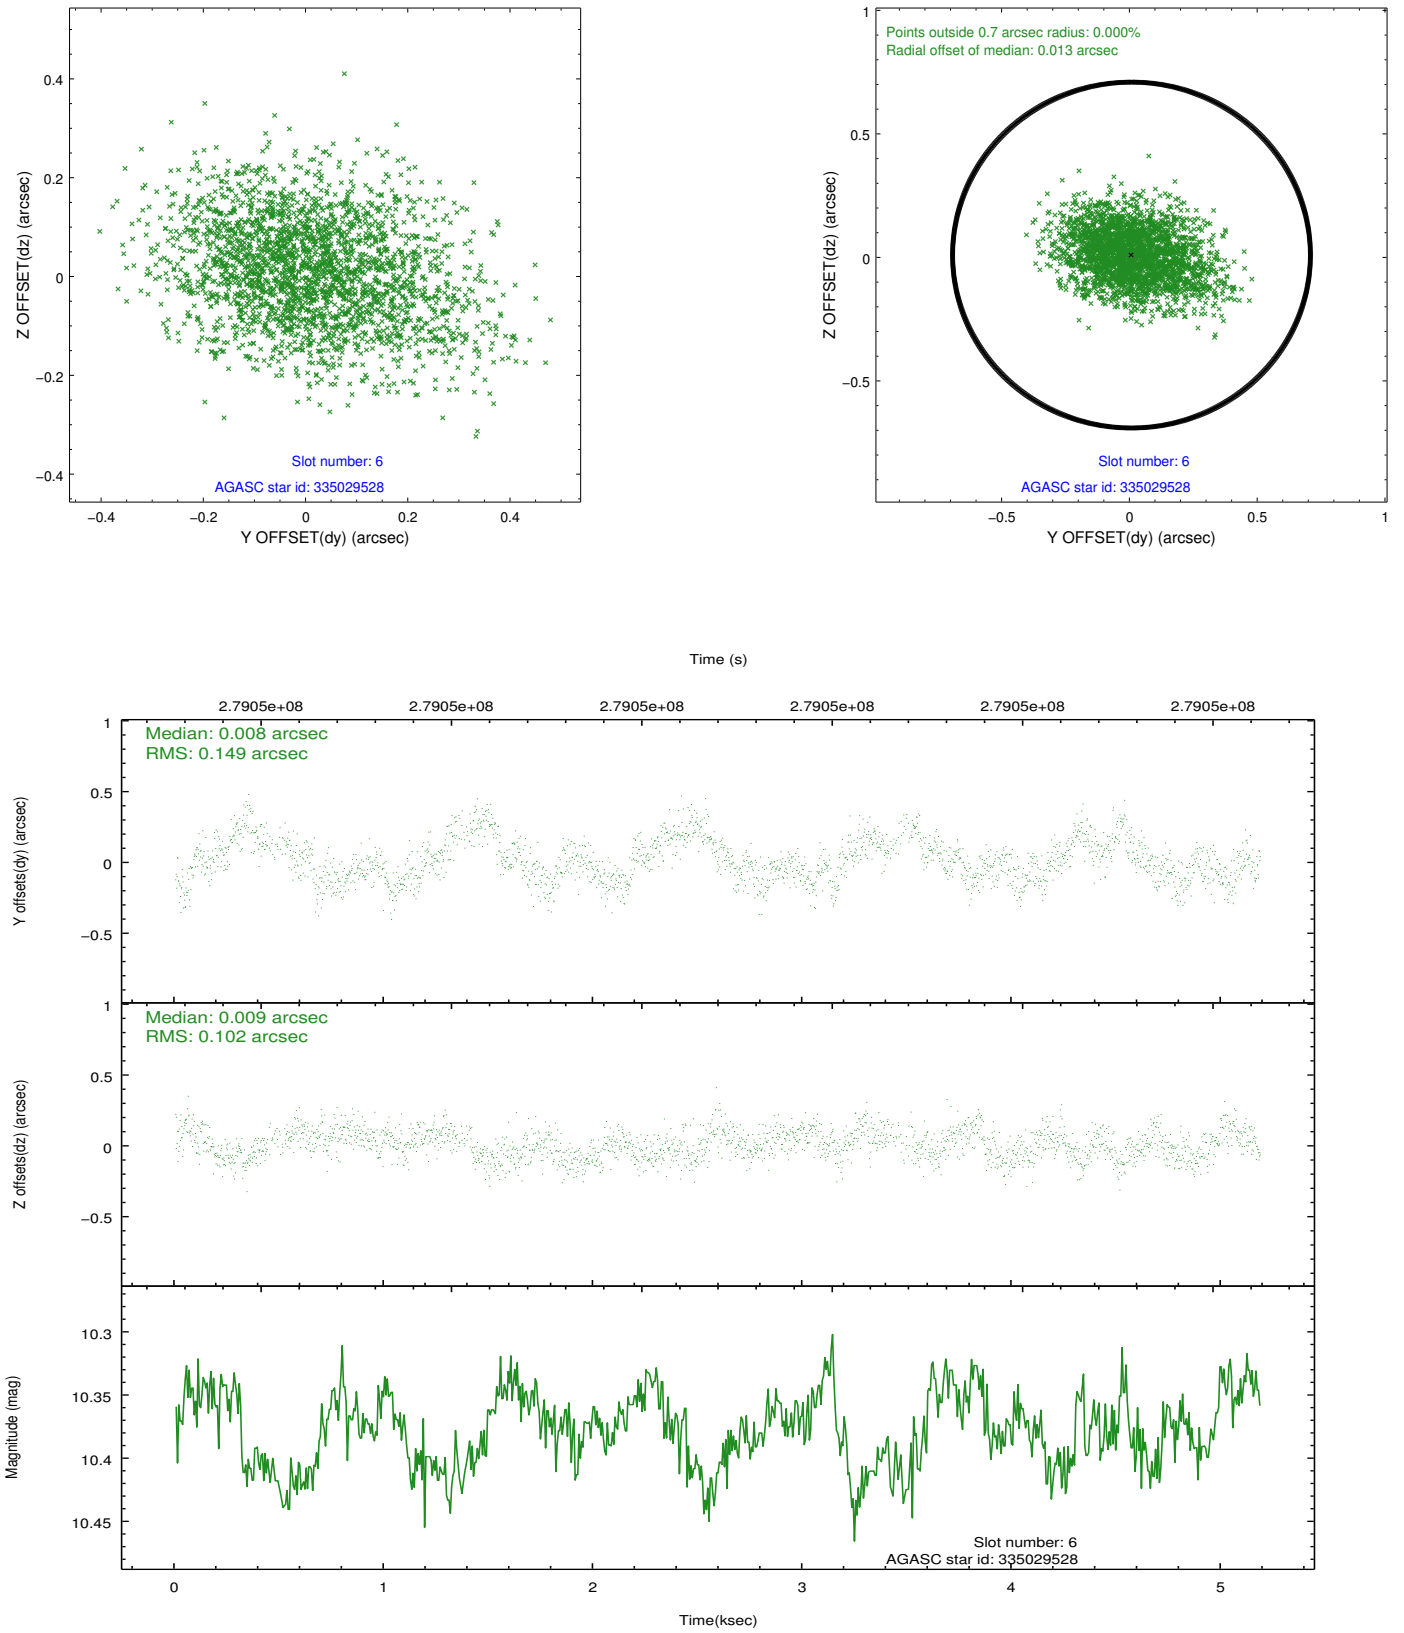 0.4
0.2
0
−0.2
−0.4
Z OFFSET(dz) (arcsec)
Slot number: 6
AGASC star id: 335029528
−0.4 −0.2 0 0.2 0.4
Y OFFSET(dy) (arcsec)
1
0.5
0
−0.5
Z OFFSET(dz) (arcsec)
Points outside 0.7 arcsec radius: 0.000%
Radial offset of median: 0.013 arcsec
Slot number: 6
AGASC star id: 335029528
−0.5 0 0.5 1
Y OFFSET(dy) (arcsec)
Time (s)
2.7905e+08 2.7905e+08 2.7905e+08 2.7905e+08 2.7905e+08 2.7905e+08
1
0.5
0
−0.5
Y offsets(dy) (arcsec)
Median: 0.008 arcsec
RMS: 0.149 arcsec
1
0.5
0
−0.5
Z offsets(dz) (arcsec)
Median: 0.009 arcsec
RMS: 0.102 arcsec
10.3
10.35
10.4
10.45
Magnitude (mag)
Slot number: 6
AGASC star id: 335029528
0 1 2 3 4 5
Time(ksec)